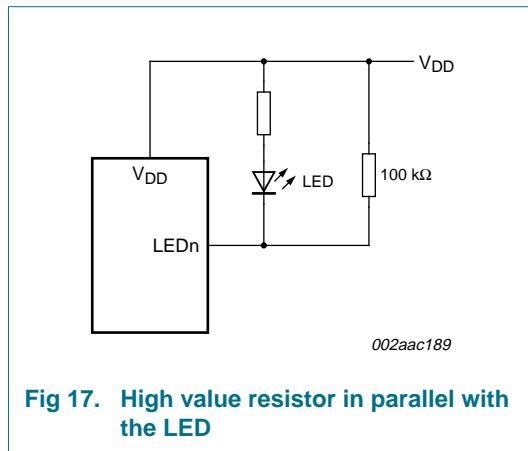 VDD
VDD
LED
100 kΩ
LEDn
002aac189
Fig 17. High value resistor in parallel with
the LED